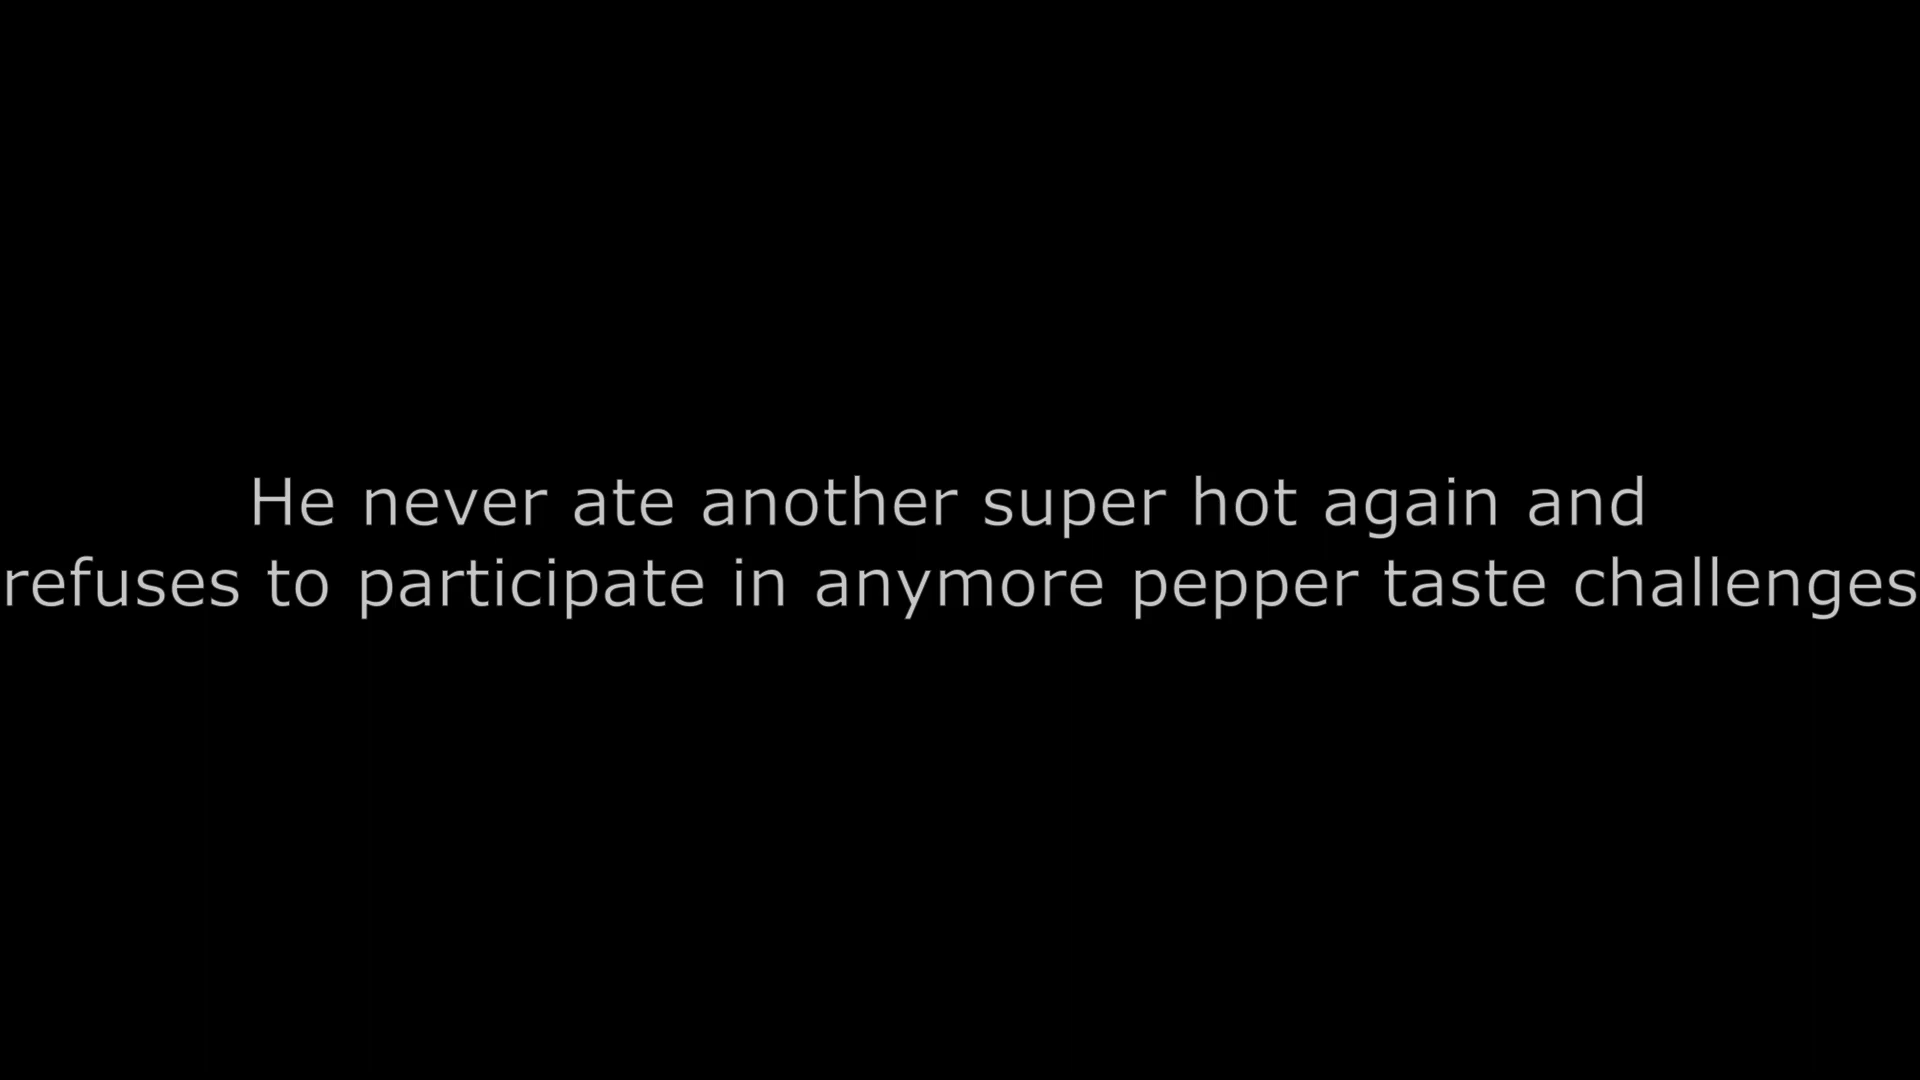 He never ate another super hot again and
refuses to participate in anymore pepper taste challenges